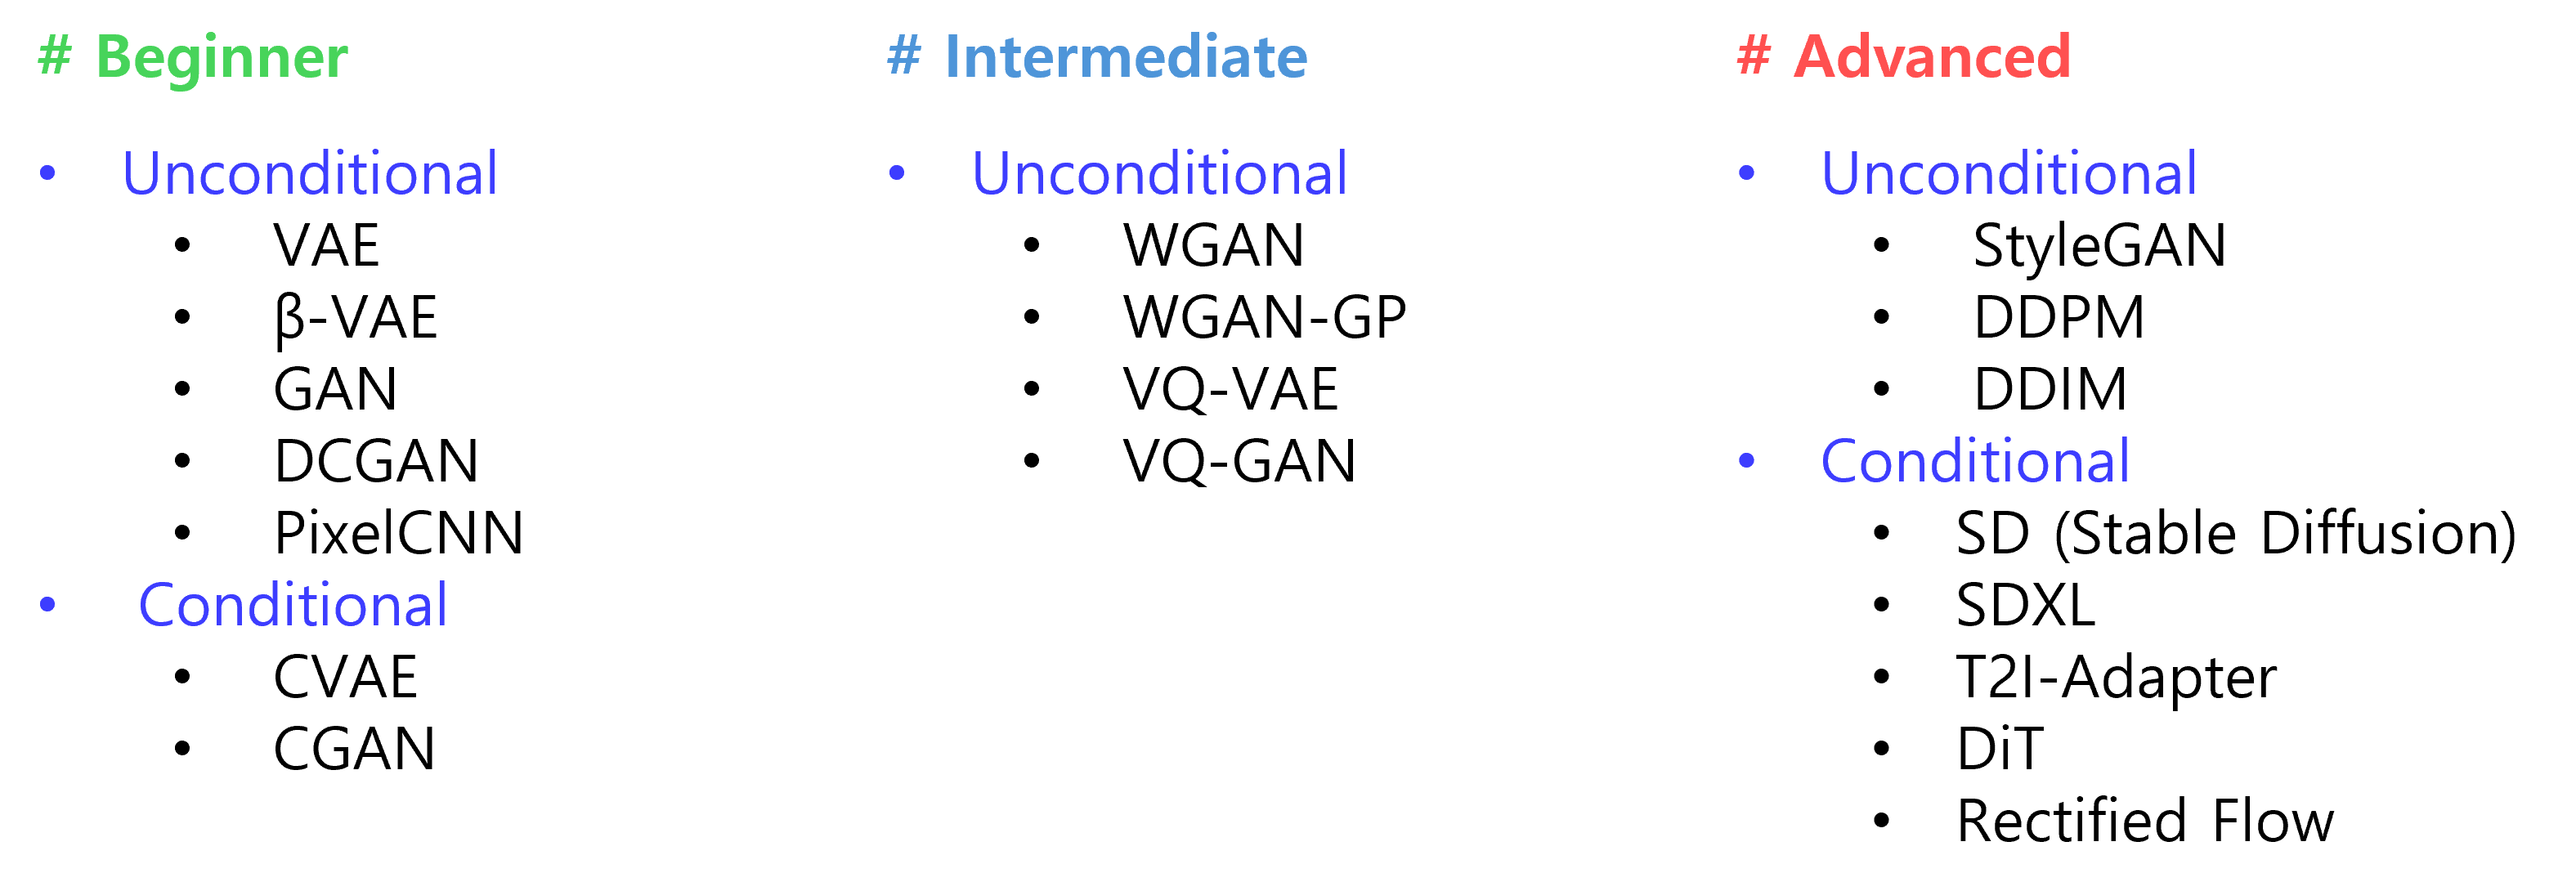 # Beginner
• Unconditional
• VAE
• β-VAE
• GAN
• DCGAN
• PixelCNN
• Conditional
• CVAE
• CGAN
# Intermediate
• Unconditional
• WGAN
• WGAN-GP
• VQ-VAE
• VQ-GAN
# Advanced
• Unconditional
• StyleGAN
• DDPM
• DDIM
• Conditional
• SD (Stable Diffusion)
• SDXL
• T2I-Adapter
• DiT
• Rectified Flow